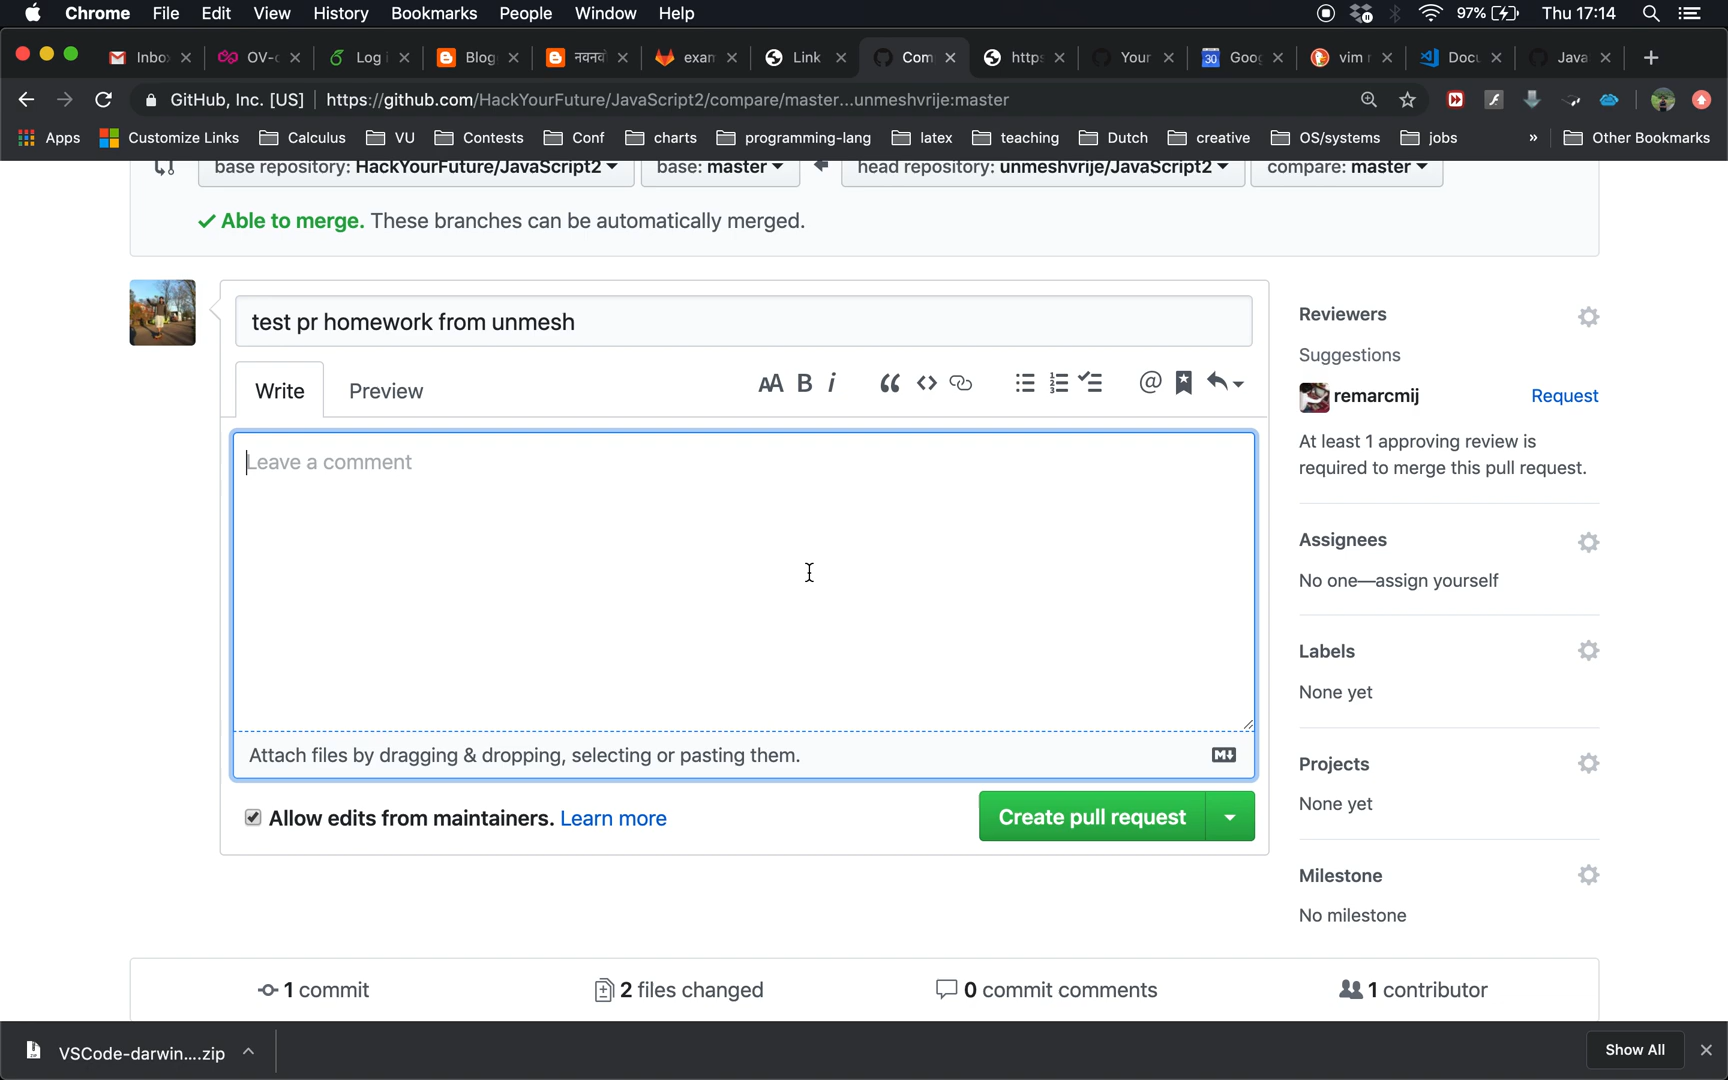 Chrome File Edit View History Bookmarks People Window Help 97% Thu 17:14
Inbo OV-c Log i Blog नवनव exam Link Com https Your 30 Goog vim r Docu Java
GitHub, Inc. [US] https://github.com/HackYourFuture/JavaScript2/compare/master...unmeshvrije:master
Apps Customize Links Calculus VU Contests Conf charts programming-lang latex teaching Dutch creative OS/systems jobs » Other Bookmarks
base repository: HackYourFuture/JavaScript2 base: master head repository: unmeshvrije/JavaScript2 compare: master
Able to merge. These branches can be automatically merged.
test pr homework from unmesh
Write Preview
Leave a comment
Attach files by dragging & dropping, selecting or pasting them.
Allow edits from maintainers. Learn more
Create pull request
Reviewers
Suggestions
remarcmij Request
At least 1 approving review is
required to merge this pull request.
Assignees
No one—assign yourself
Labels
None yet
Projects
None yet
Milestone
No milestone
1 commit 2 files changed 0 commit comments 1 contributor
VSCode-darwin....zip Show All